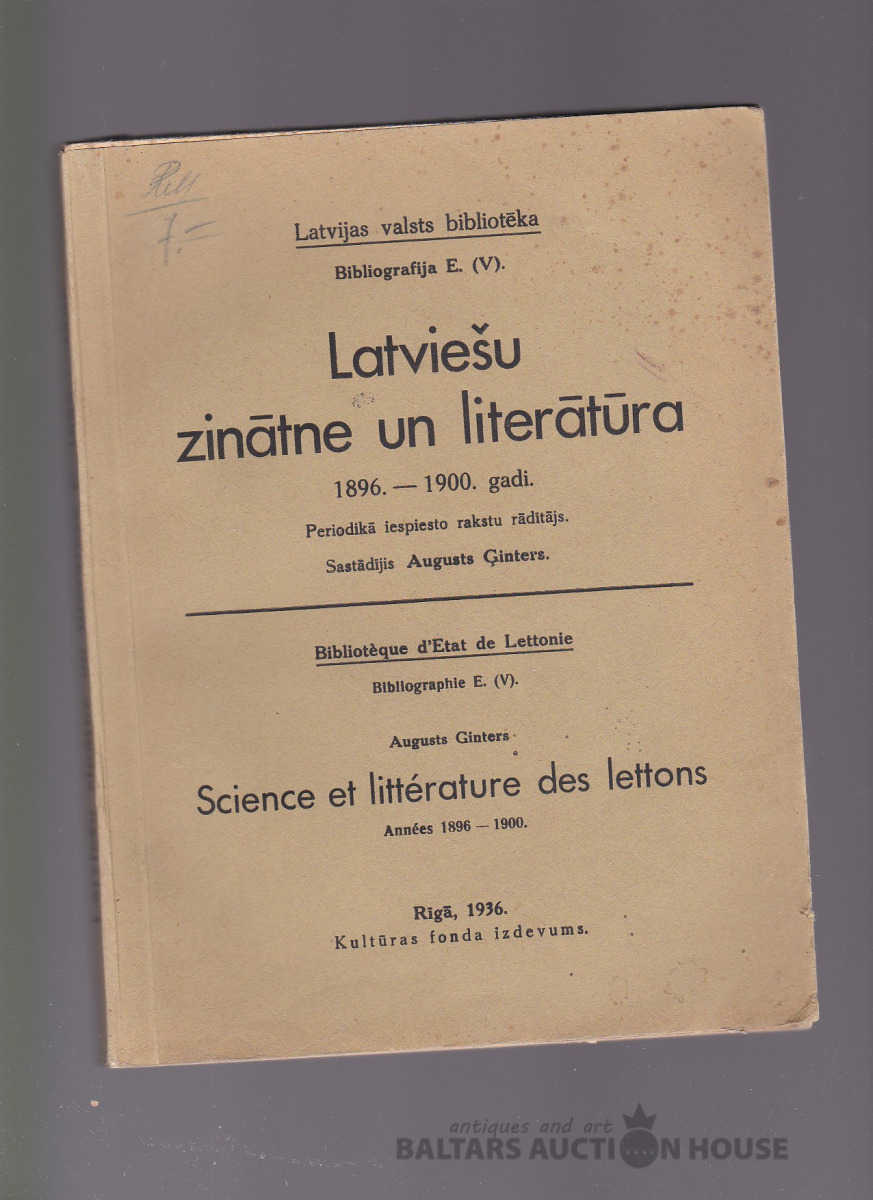 7.–
Latvijas valsts bibliotēka
Bibliografija E. (V).
Latviešu
zinātne un literātūra
1896. — 1900. gadi.
Periodikā iespiesto rakstu rādītājs.
Sastādījis Augusts Ģinters.
Bibliotèque d'Etat de Lettonie
Bibliographie E. (V).
Augusts Ginters
Science et littérature des lettons
Années 1896 — 1900.
Rīgā, 1936.
Kultūras fonda izdevums.
antiques and art
BALTARS AUCTION HOUSE